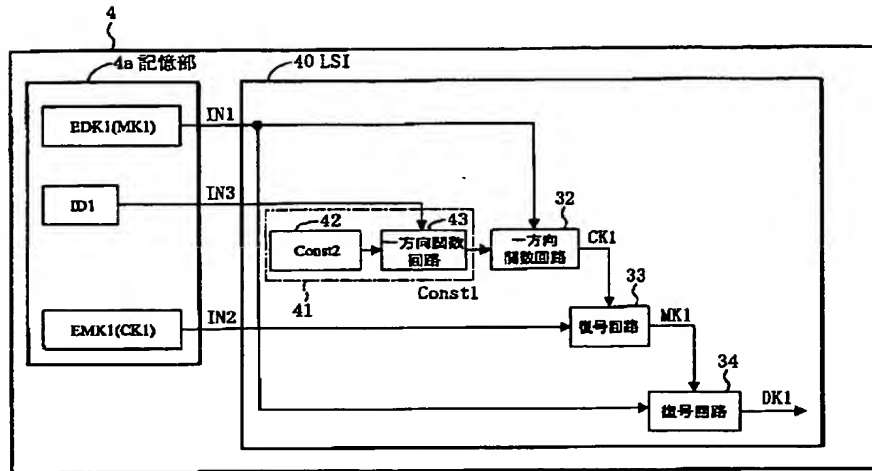 4
4a 記憶部
40 LSI
EDK1(MK1)
IN1
ID1
IN3
42
43
32
Const2
一方向関数
回路
一方向
関数回路
CK1
41
Const1
33
EMK1(CK1)
IN2
復号回路
MK1
34
復号回路
DK1